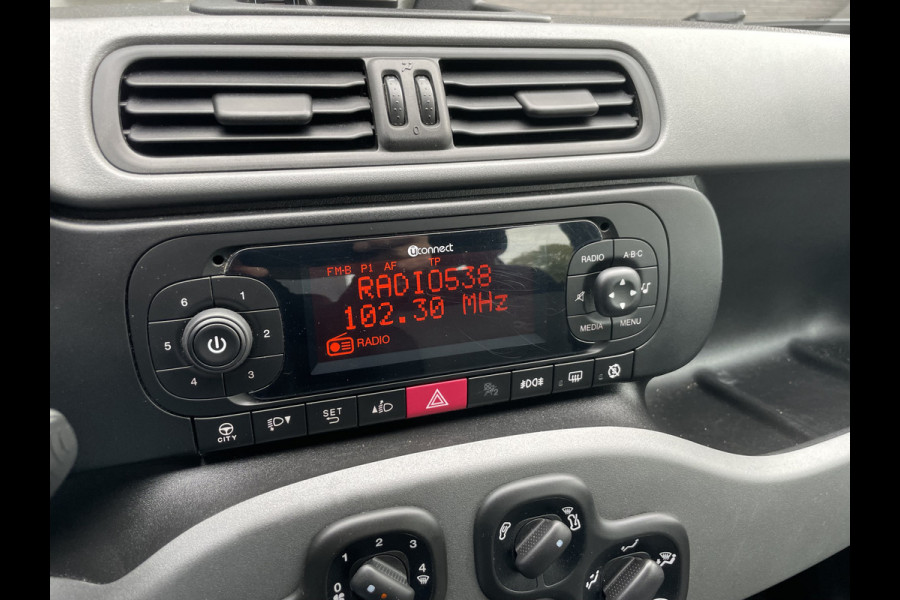 0
uconnect
FM-B P1 AF TP
RADIO538
102.30 MHz
RADIO
6 1
5 2
4 3
RADIO A·B·C
MEDIA MENU
CITY
SET
0 1 2 3 4